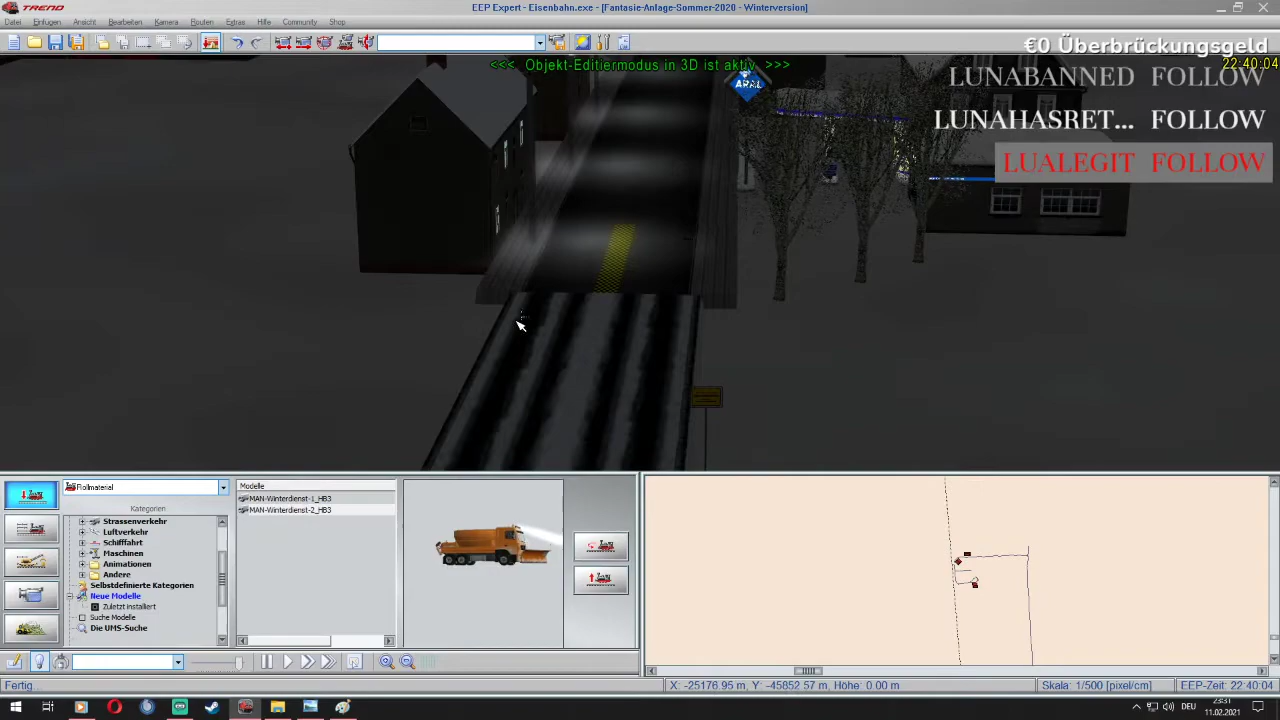 TREND
EEP Expert - Eisenbahn.exe - [Fantasie-Anlage-Sommer-2020 - Winterversion]
Datei Einfugen Ansicht Bearbeiten Kamera Routen Extras Hilfe Community Shop
€0 Überbrückungsgeld
<<< Objekt-Editiermodus in 3D ist aktiv >>>
22:40:04
LUNABANNED FOLLOW
ARAL
LUNAHASRET... FOLLOW
LUALEGIT FOLLOW
Rollmaterial
Kategorien
Strassenverkehr
Luftverkehr
Schifffahrt
Maschinen
Animationen
Andere
Selbstdefinierte Kategorien
Neue Modelle
Zuletzt installiert
Suche Modelle
Die UMS-Suche
Modelle
MAN-Winterdienst-1_HB3
MAN-Winterdienst-2_HB3
Fertig...
X: -25176.95 m, Y: -45852.57 m, Höhe: 0.00 m
Skala: 1/500 [pixel/cm]
EEP-Zeit: 22:40:04
DEU
23:31
11.02.2021